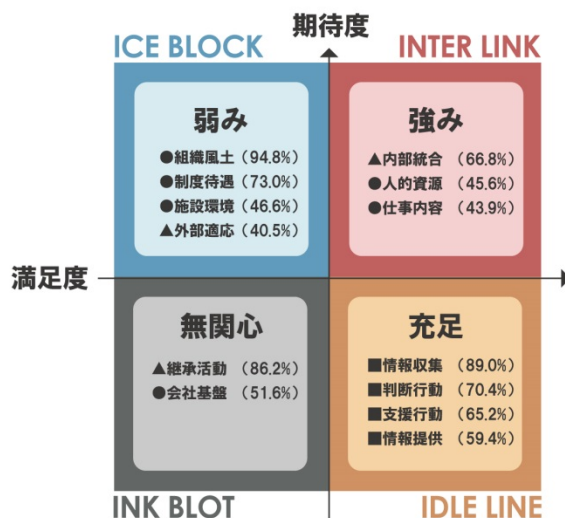 ICE BLOCK
期待度
INTER LINK
弱み
●組織風土（94.8%）
●制度待遇（73.0%）
●施設環境（46.6%）
▲外部適応（40.5%）
強み
▲内部統合（66.8%）
●人的資源（45.6%）
●仕事内容（43.9%）
満足度
無関心
▲継承活動（86.2%）
●会社基盤（51.6%）
充足
■情報収集（89.0%）
■判断行動（70.4%）
■支援行動（65.2%）
■情報提供（59.4%）
INK BLOT
IDLE LINE